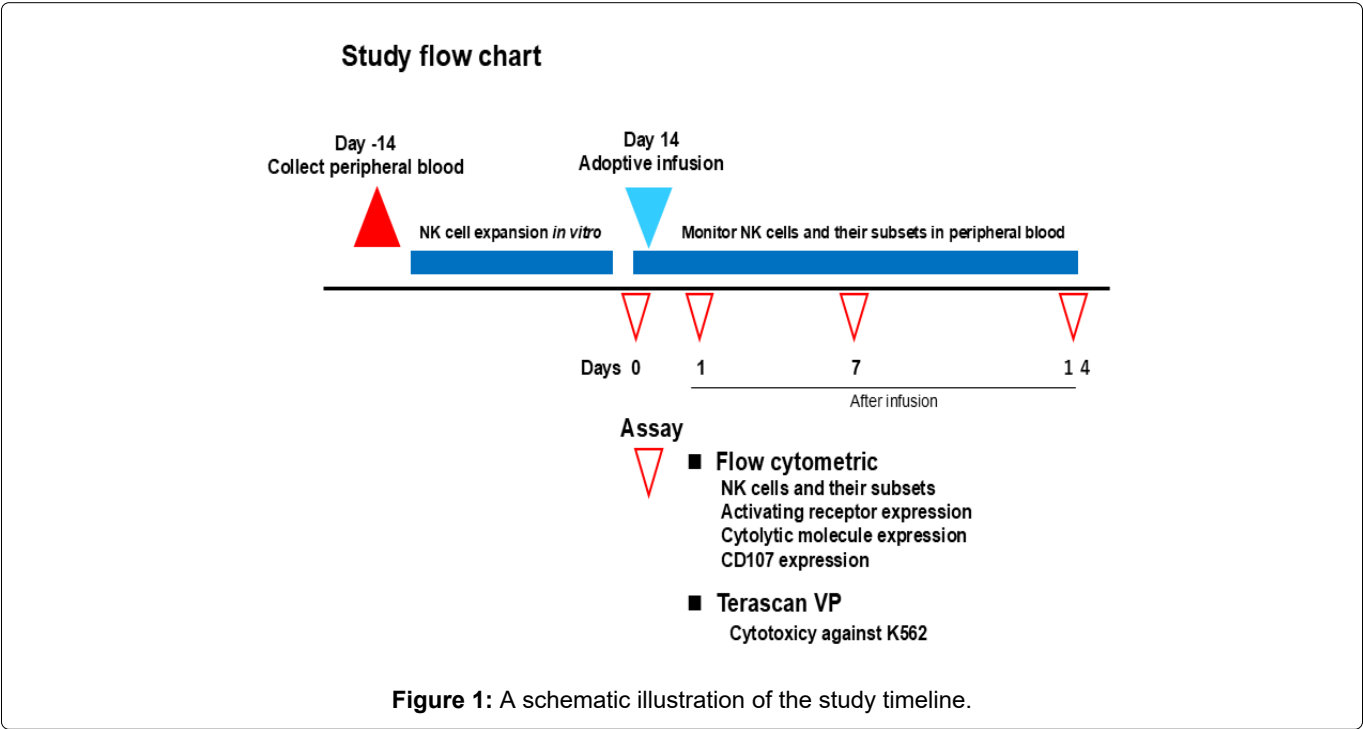 Study flow chart
Day -14
Collect peripheral blood
Day 14
Adoptive infusion
NK cell expansion in vitro
Monitor NK cells and their subsets in peripheral blood
Days 0 1 7 1 4
After infusion
Assay
■ Flow cytometric
NK cells and their subsets
Activating receptor expression
Cytolytic molecule expression
CD107 expression
■ Terascan VP
Cytotoxicy against K562
Figure 1: A schematic illustration of the study timeline.